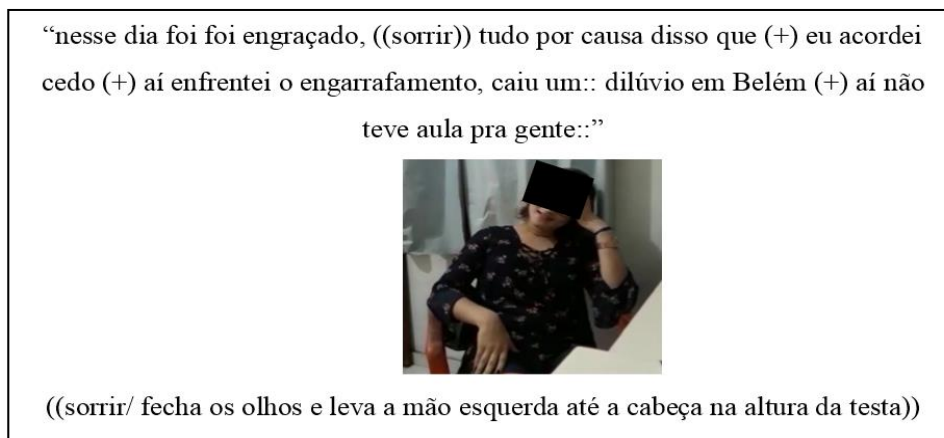 “nesse dia foi foi engraçado, ((sorrir)) tudo por causa disso que (+) eu acordei
cedo (+) aí enfrentei o engarrafamento, caiu um:: dilúvio em Belém (+) aí não
teve aula pra gente::”
((sorrir/ fecha os olhos e leva a mão esquerda até a cabeça na altura da testa))